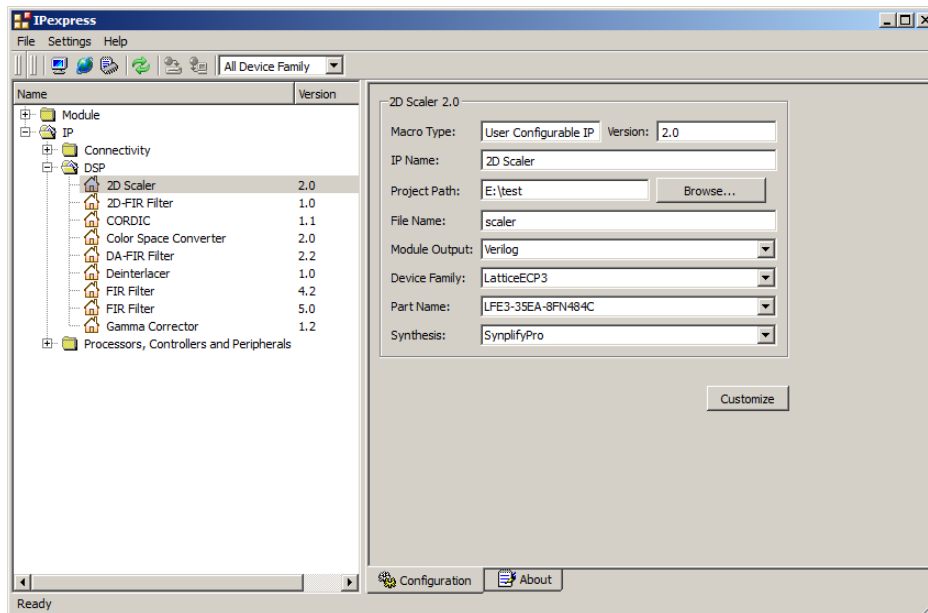 IPexpress
File Settings Help
All Device Family
Name Version
Module
IP
Connectivity
DSP
2D Scaler 2.0
2D-FIR Filter 1.0
CORDIC 1.1
Color Space Converter 2.0
DA-FIR Filter 2.2
Deinterlacer 1.0
FIR Filter 4.2
FIR Filter 5.0
Gamma Corrector 1.2
Processors, Controllers and Peripherals
2D Scaler 2.0
Macro Type: User Configurable IP Version: 2.0
IP Name: 2D Scaler
Project Path: E:\test Browse...
File Name: scaler
Module Output: Verilog
Device Family: LatticeECP3
Part Name: LFE3-35EA-8FN484C
Synthesis: SynplifyPro
Customize
Configuration About
Ready